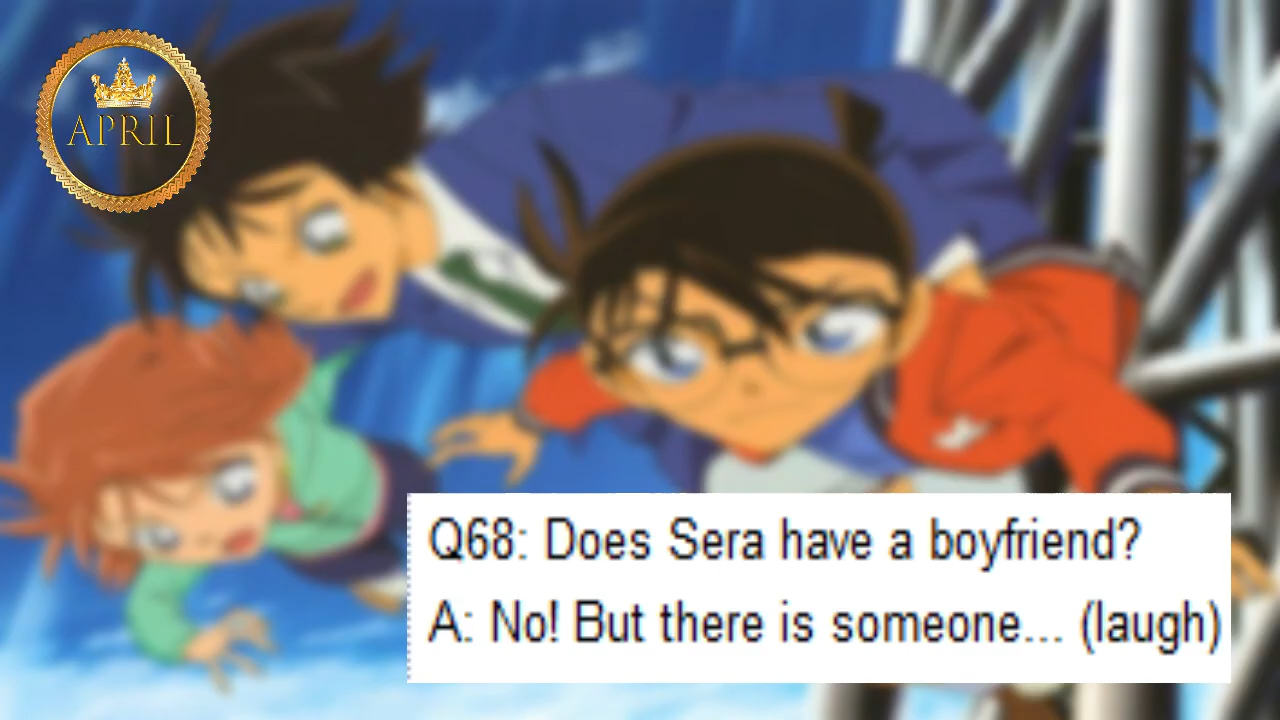 APRIL
Q68: Does Sera have a boyfriend?
A: No! But there is someone... (laugh)